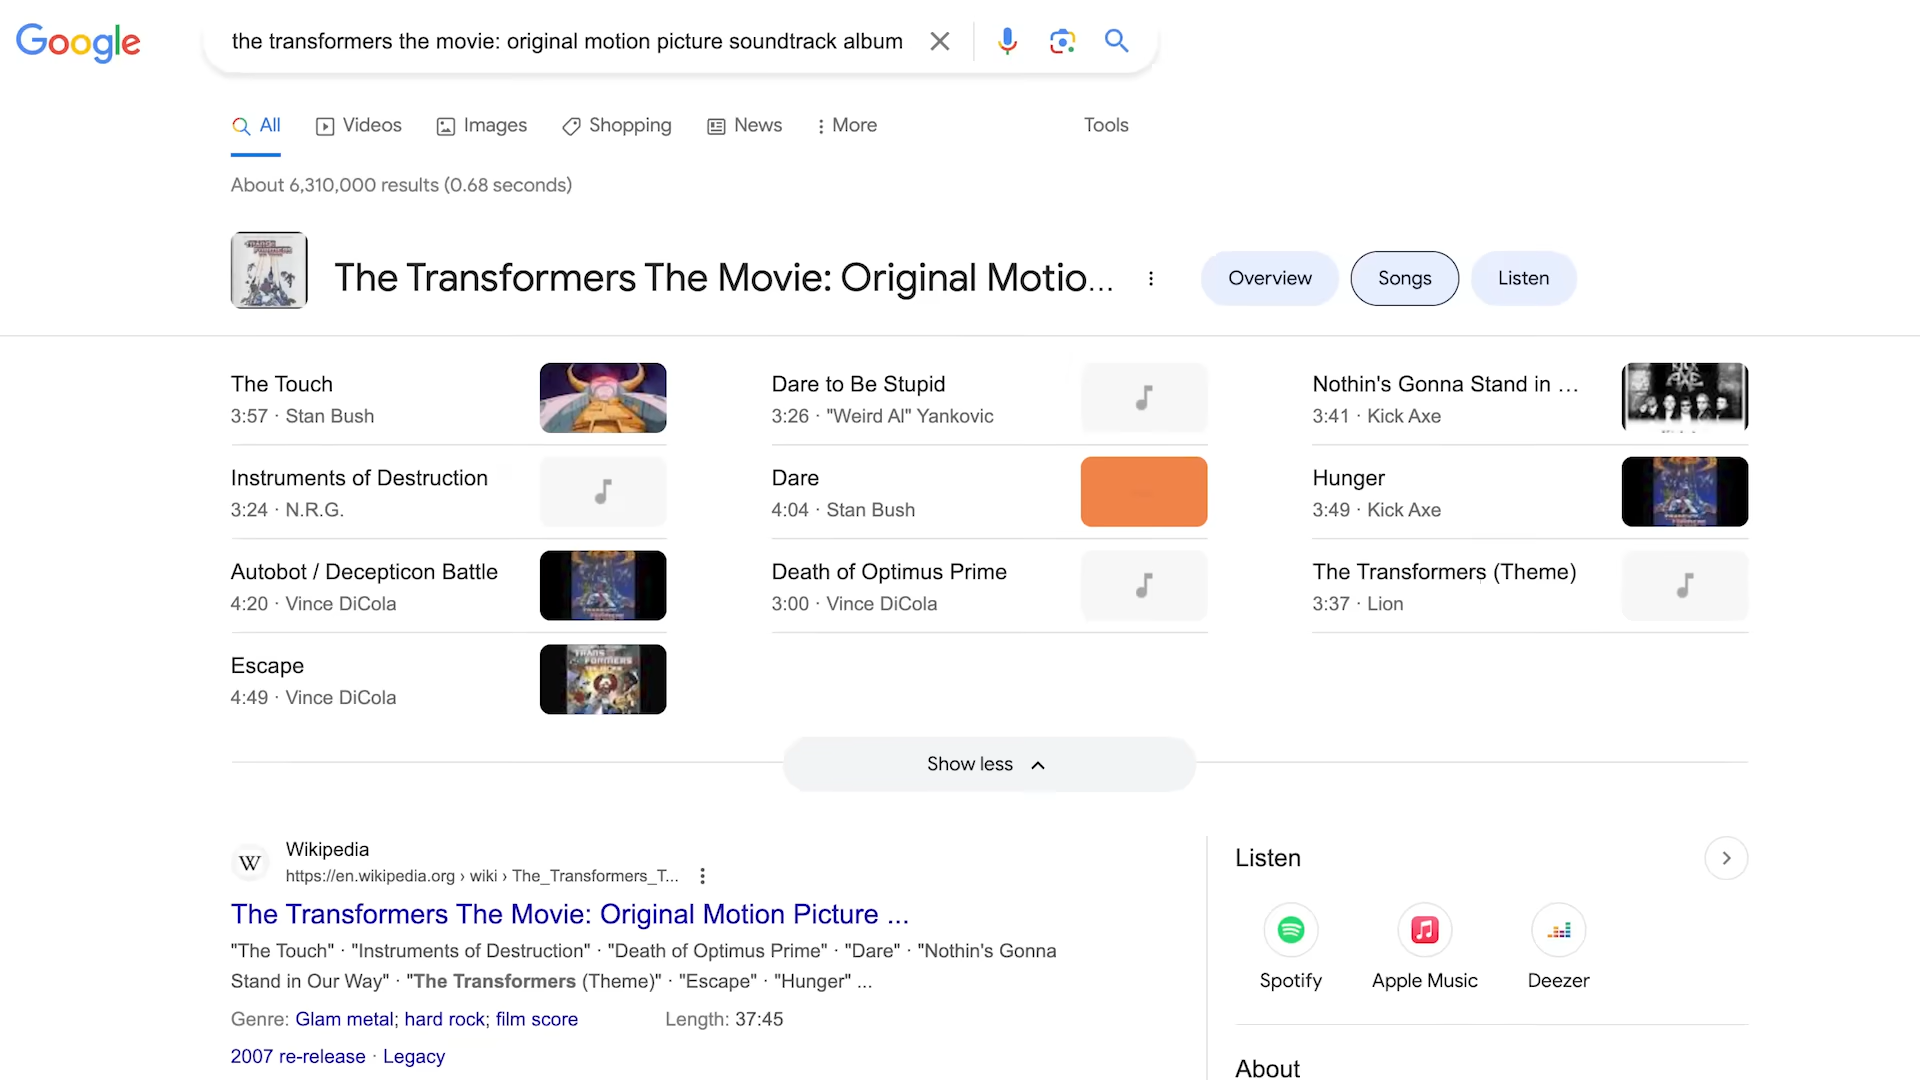 Google
the transformers the movie: original motion picture soundtrack album
All
Videos
Images
Shopping
News
More
Tools
About 6,310,000 results (0.68 seconds)
The Transformers The Movie: Original Motio...
Overview
Songs
Listen
The Touch
3:57 · Stan Bush
Dare to Be Stupid
3:26 · "Weird Al" Yankovic
Nothin's Gonna Stand in ...
3:41 · Kick Axe
Instruments of Destruction
3:24 · N.R.G.
Dare
4:04 · Stan Bush
Hunger
3:49 · Kick Axe
Autobot / Decepticon Battle
4:20 · Vince DiCola
Death of Optimus Prime
3:00 · Vince DiCola
The Transformers (Theme)
3:37 · Lion
Escape
4:49 · Vince DiCola
Show less
W
Wikipedia
https://en.wikipedia.org › wiki › The_Transformers_T...
The Transformers The Movie: Original Motion Picture ...
"The Touch" · "Instruments of Destruction" · "Death of Optimus Prime" · "Dare" · "Nothin's Gonna
Stand in Our Way" · "The Transformers (Theme)" · "Escape" · "Hunger" ...
Genre: Glam metal; hard rock; film score
Length: 37:45
2007 re-release · Legacy
Listen
Spotify
Apple Music
Deezer
About